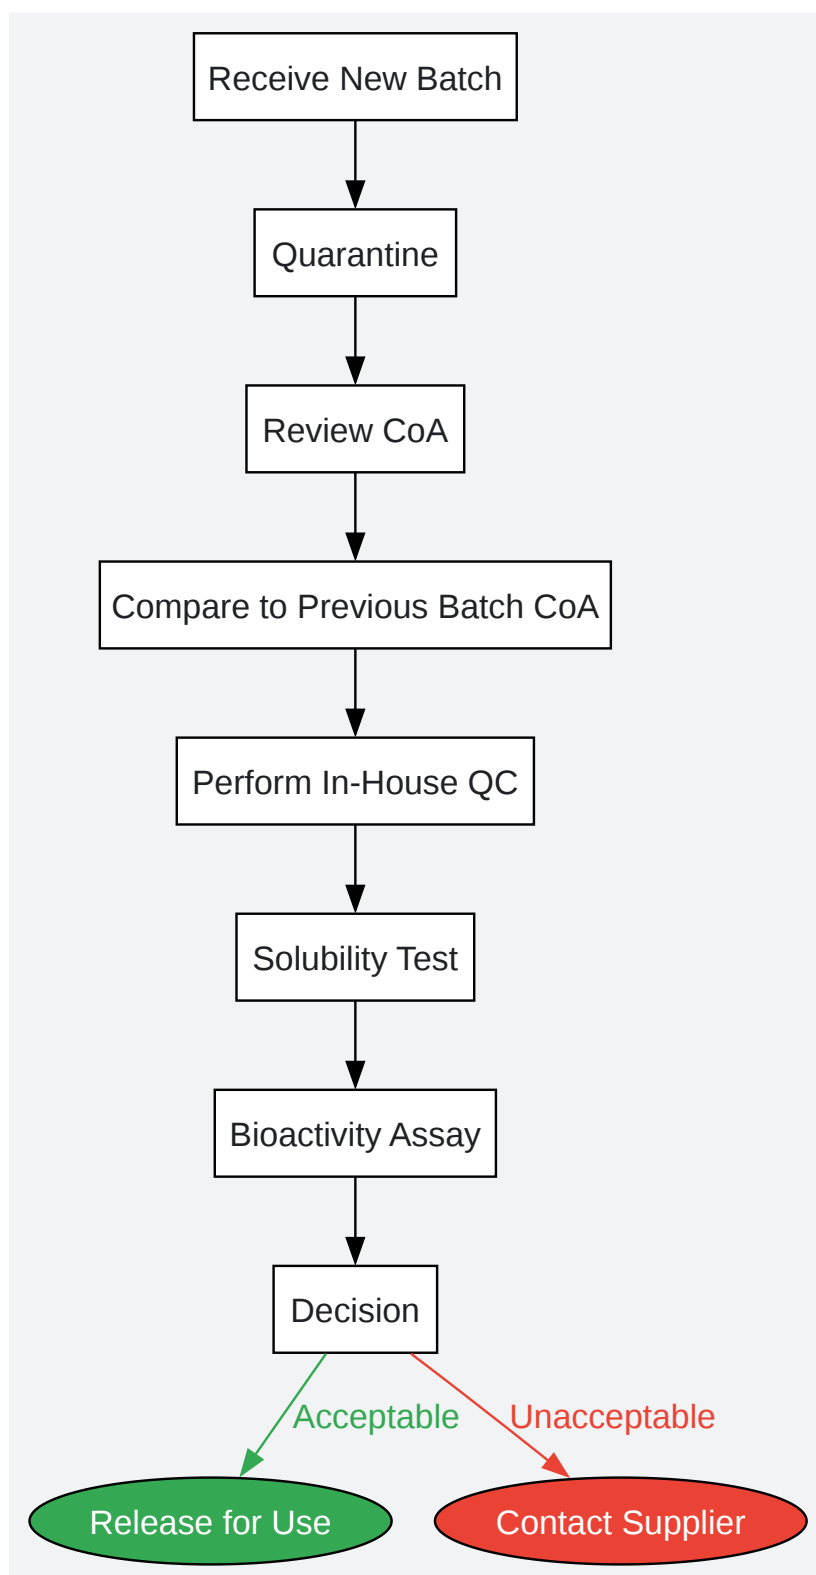 Receive New Batch
Quarantine
Review CoA
Compare to Previous Batch CoA
Perform In-House QC
Solubility Test
Bioactivity Assay
Decision
Acceptable
Unacceptable
Release for Use
Contact Supplier